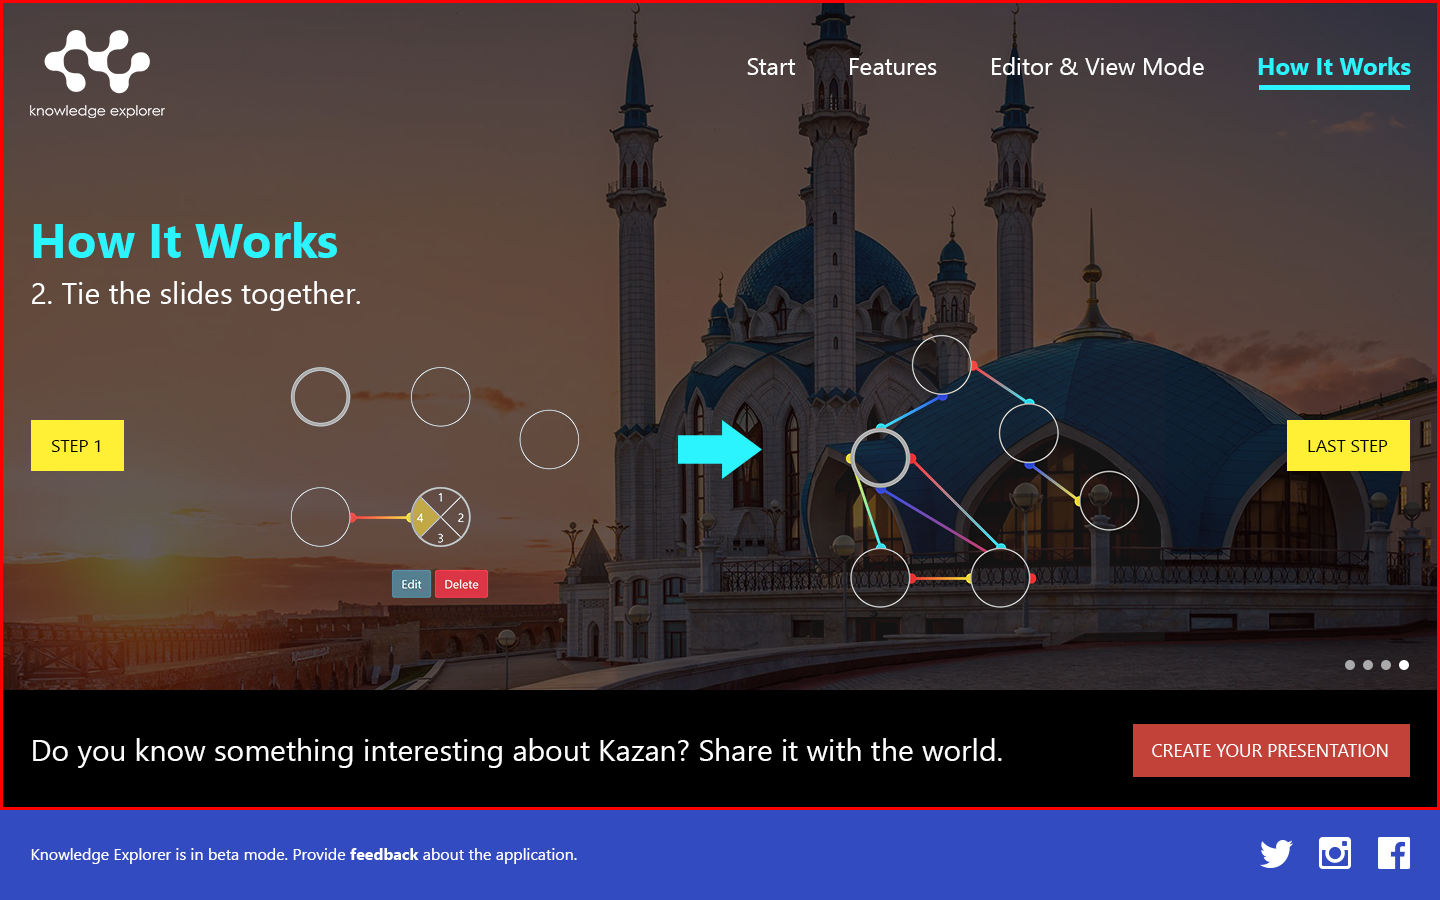 knowledge explorer
Start
Features
Editor & View Mode
How It Works
How It Works
2. Tie the slides together.
STEP 1
LAST STEP
1
4
2
3
Edit
Delete
Do you know something interesting about Kazan? Share it with the world.
CREATE YOUR PRESENTATION
Knowledge Explorer is in beta mode. Provide feedback about the application.